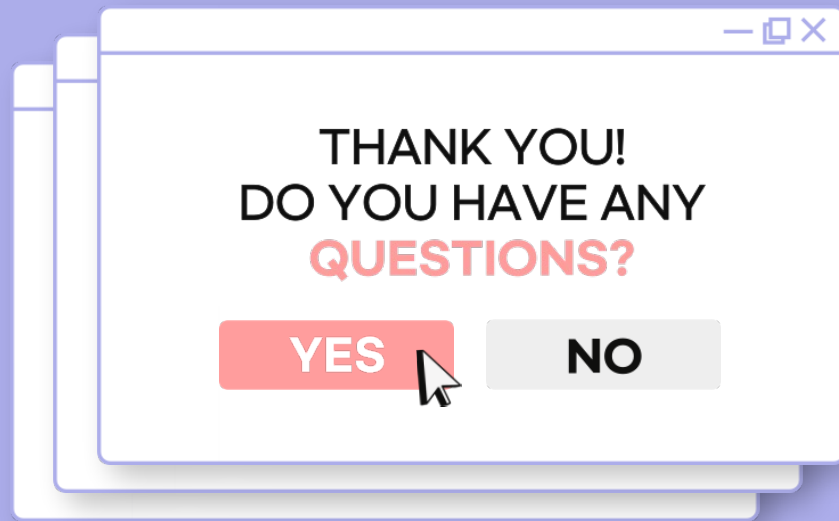 THANK YOU!
DO YOU HAVE ANY
QUESTIONS?
YES
NO